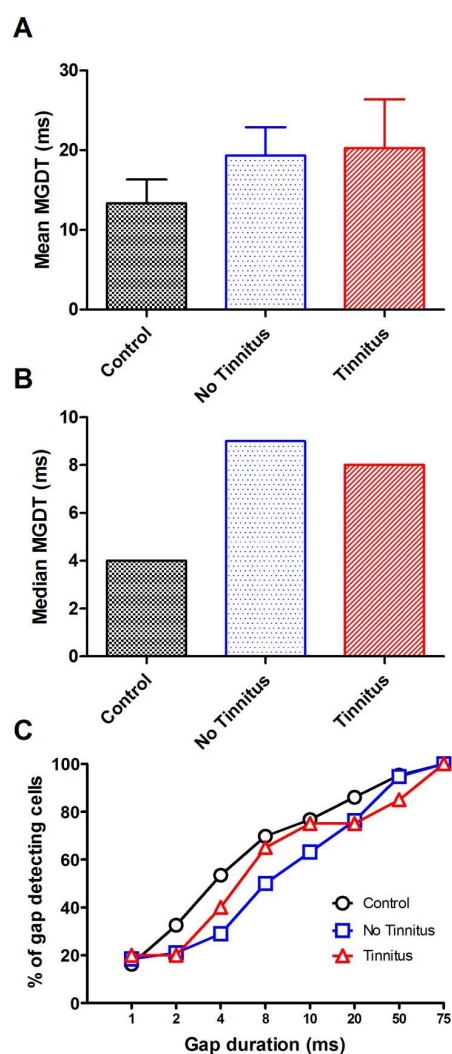 A
Mean MGDT (ms)
30
20
10
0
Control
No Tinnitus
Tinnitus
B
Median MGDT (ms)
10
8
6
4
2
0
Control
No Tinnitus
Tinnitus
C
% of gap detecting cells
100
80
60
40
20
0
Control
No Tinnitus
Tinnitus
1 2 4 8 10 20 50 75
Gap duration (ms)